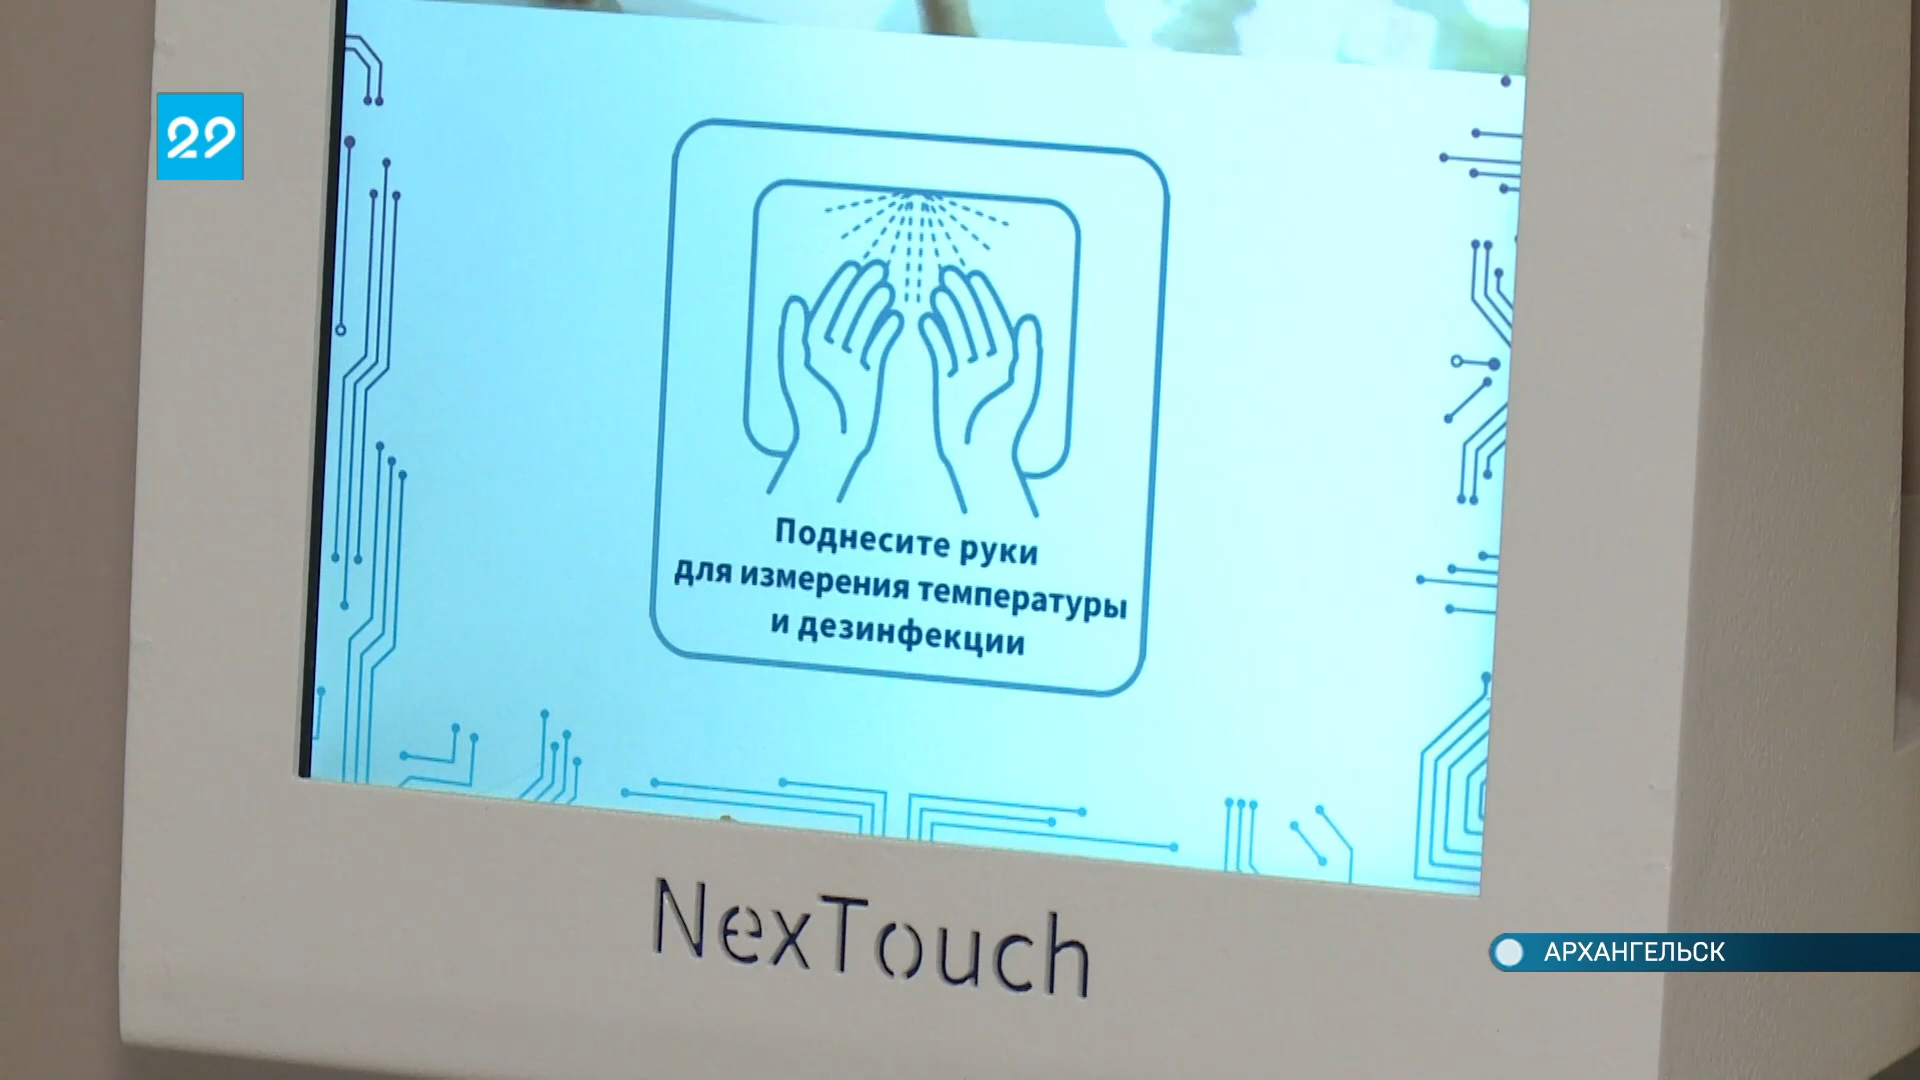 29
Поднесите руки
для измерения температуры
и дезинфекции
NexTouch
АРХАНГЕЛЬСК